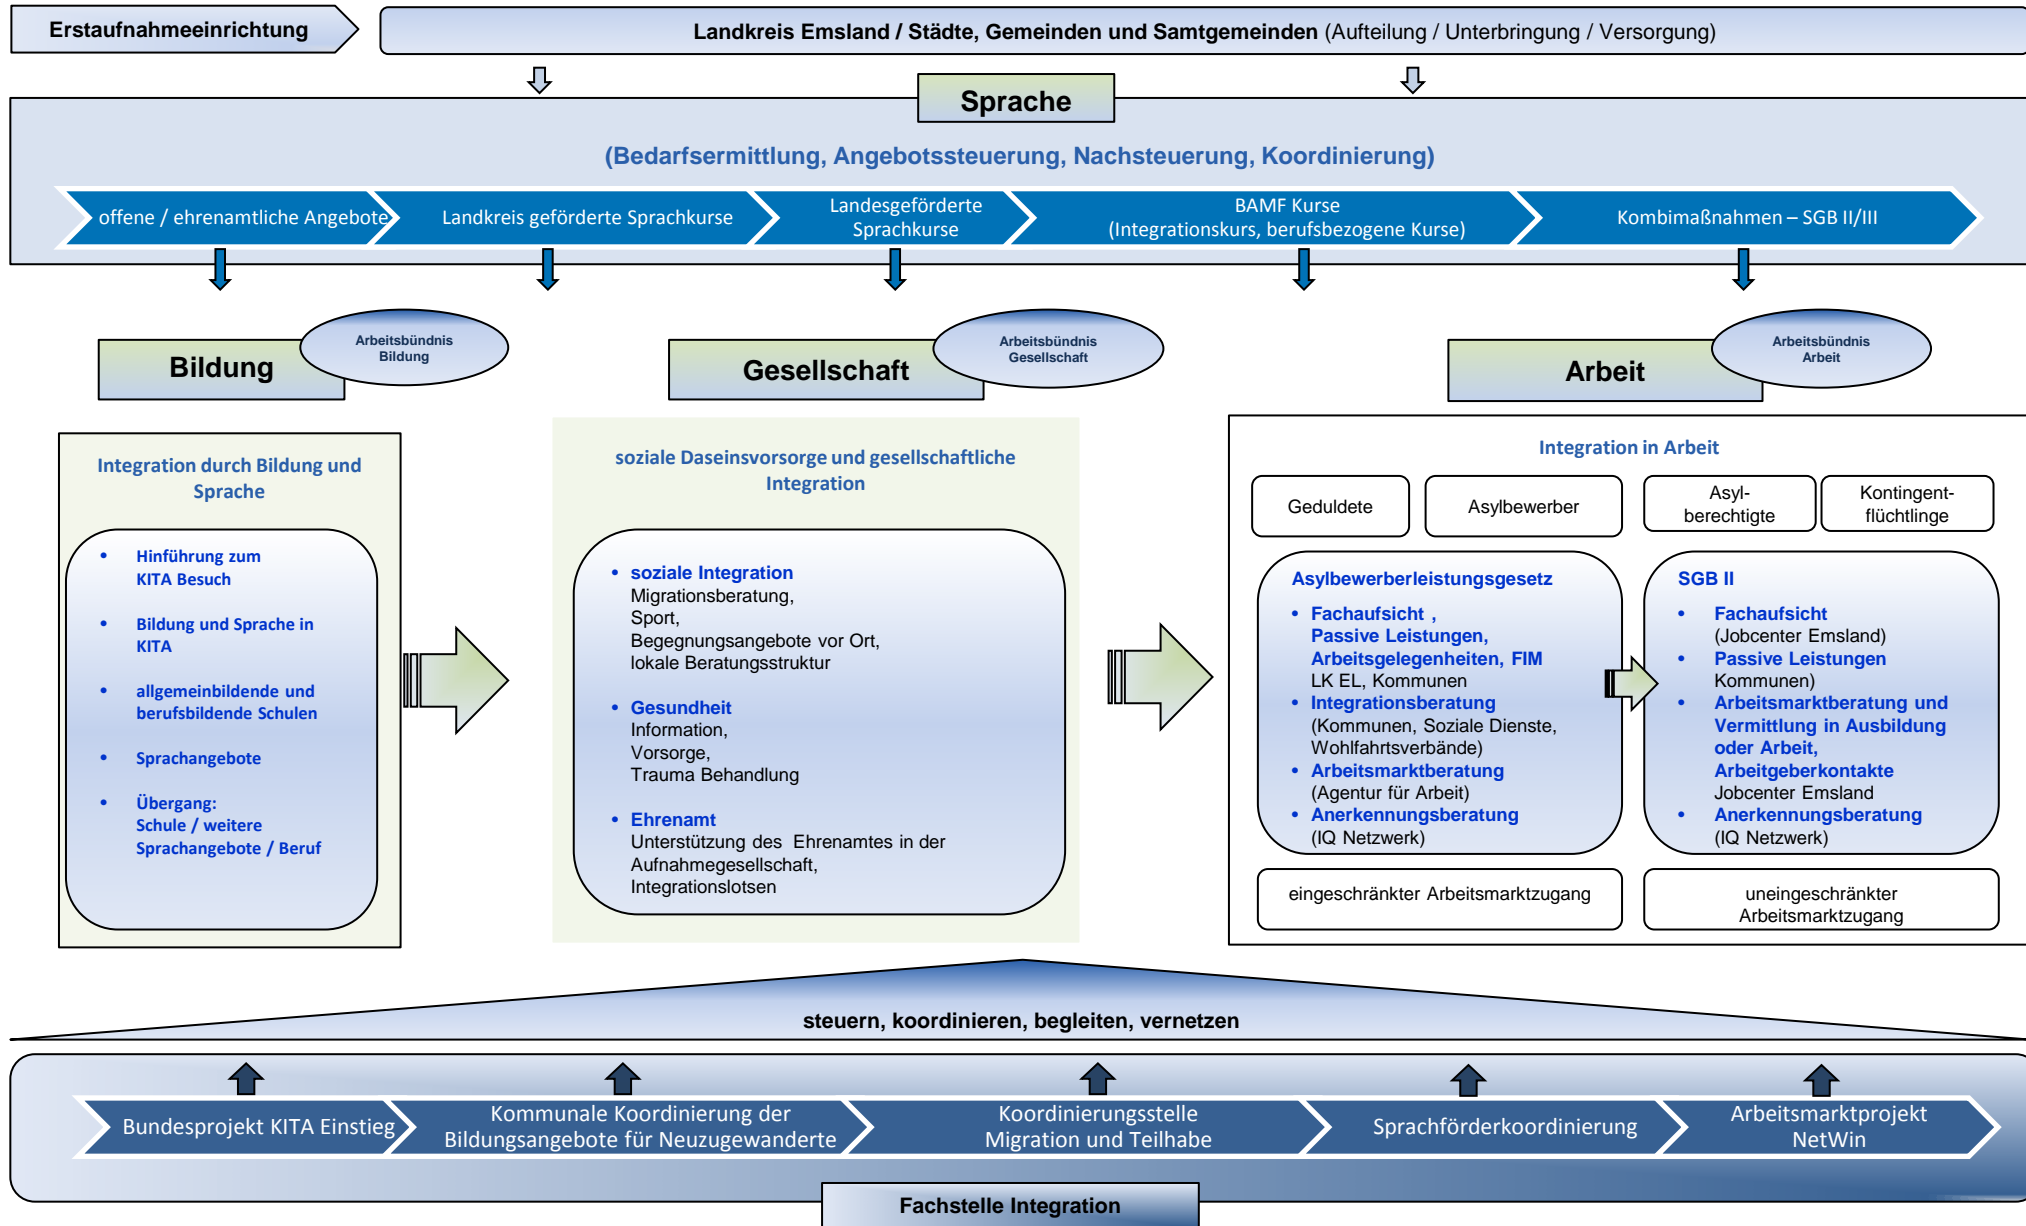 Erstaufnahmeeinrichtung
Landkreis Emsland / Städte, Gemeinden und Samtgemeinden (Aufteilung / Unterbringung / Versorgung)
Sprache
(Bedarfsermittlung, Angebotssteuerung, Nachsteuerung, Koordinierung)
offene / ehrenamtliche Angebote
Landkreis geförderte Sprachkurse
Landesgeförderte
Sprachkurse
BAMF Kurse
(Integrationskurs, berufsbezogene Kurse)
Kombimaßnahmen – SGB II/III
Bildung
Arbeitsbündnis
Bildung
Gesellschaft
Arbeitsbündnis
Gesellschaft
Arbeit
Arbeitsbündnis
Arbeit
Integration durch Bildung und
Sprache
• Hinführung zum
KITA Besuch
• Bildung und Sprache in
KITA
• allgemeinbildende und
berufsbildende Schulen
• Sprachangebote
• Übergang:
Schule / weitere
Sprachangebote / Beruf
soziale Daseinsvorsorge und gesellschaftliche
Integration
• soziale Integration
Migrationsberatung,
Sport,
Begegnungsangebote vor Ort,
lokale Beratungsstruktur
• Gesundheit
Information,
Vorsorge,
Trauma Behandlung
• Ehrenamt
Unterstützung des Ehrenamtes in der
Aufnahmegesellschaft,
Integrationslotsen
Integration in Arbeit
Geduldete
Asylbewerber
Asyl-
berechtigte
Kontingent-
flüchtlinge
Asylbewerberleistungsgesetz
• Fachaufsicht ,
Passive Leistungen,
Arbeitsgelegenheiten, FIM
LK EL, Kommunen
• Integrationsberatung
(Kommunen, Soziale Dienste,
Wohlfahrtsverbände)
• Arbeitsmarktberatung
(Agentur für Arbeit)
• Anerkennungsberatung
(IQ Netzwerk)
SGB II
• Fachaufsicht
(Jobcenter Emsland)
• Passive Leistungen
Kommunen)
• Arbeitsmarktberatung und
Vermittlung in Ausbildung
oder Arbeit,
Arbeitgeberkontakte
Jobcenter Emsland
• Anerkennungsberatung
(IQ Netzwerk)
eingeschränkter Arbeitsmarktzugang
uneingeschränkter
Arbeitsmarktzugang
steuern, koordinieren, begleiten, vernetzen
Bundesprojekt KITA Einstieg
Kommunale Koordinierung der
Bildungsangebote für Neuzugewanderte
Koordinierungsstelle
Migration und Teilhabe
Sprachförderkoordinierung
Arbeitsmarktprojekt
NetWin
Fachstelle Integration